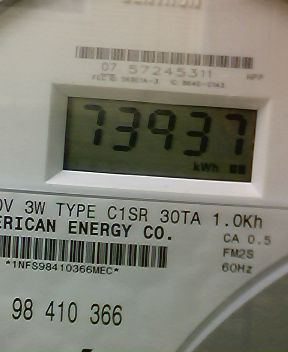 07 57245311
73937
kWh
0V 3W TYPE C1SR 30TA 1.0Kh
ERICAN ENERGY CO.
CA 0.5
FM2S
60Hz
*1NFS98410366MEC*
98 410 366